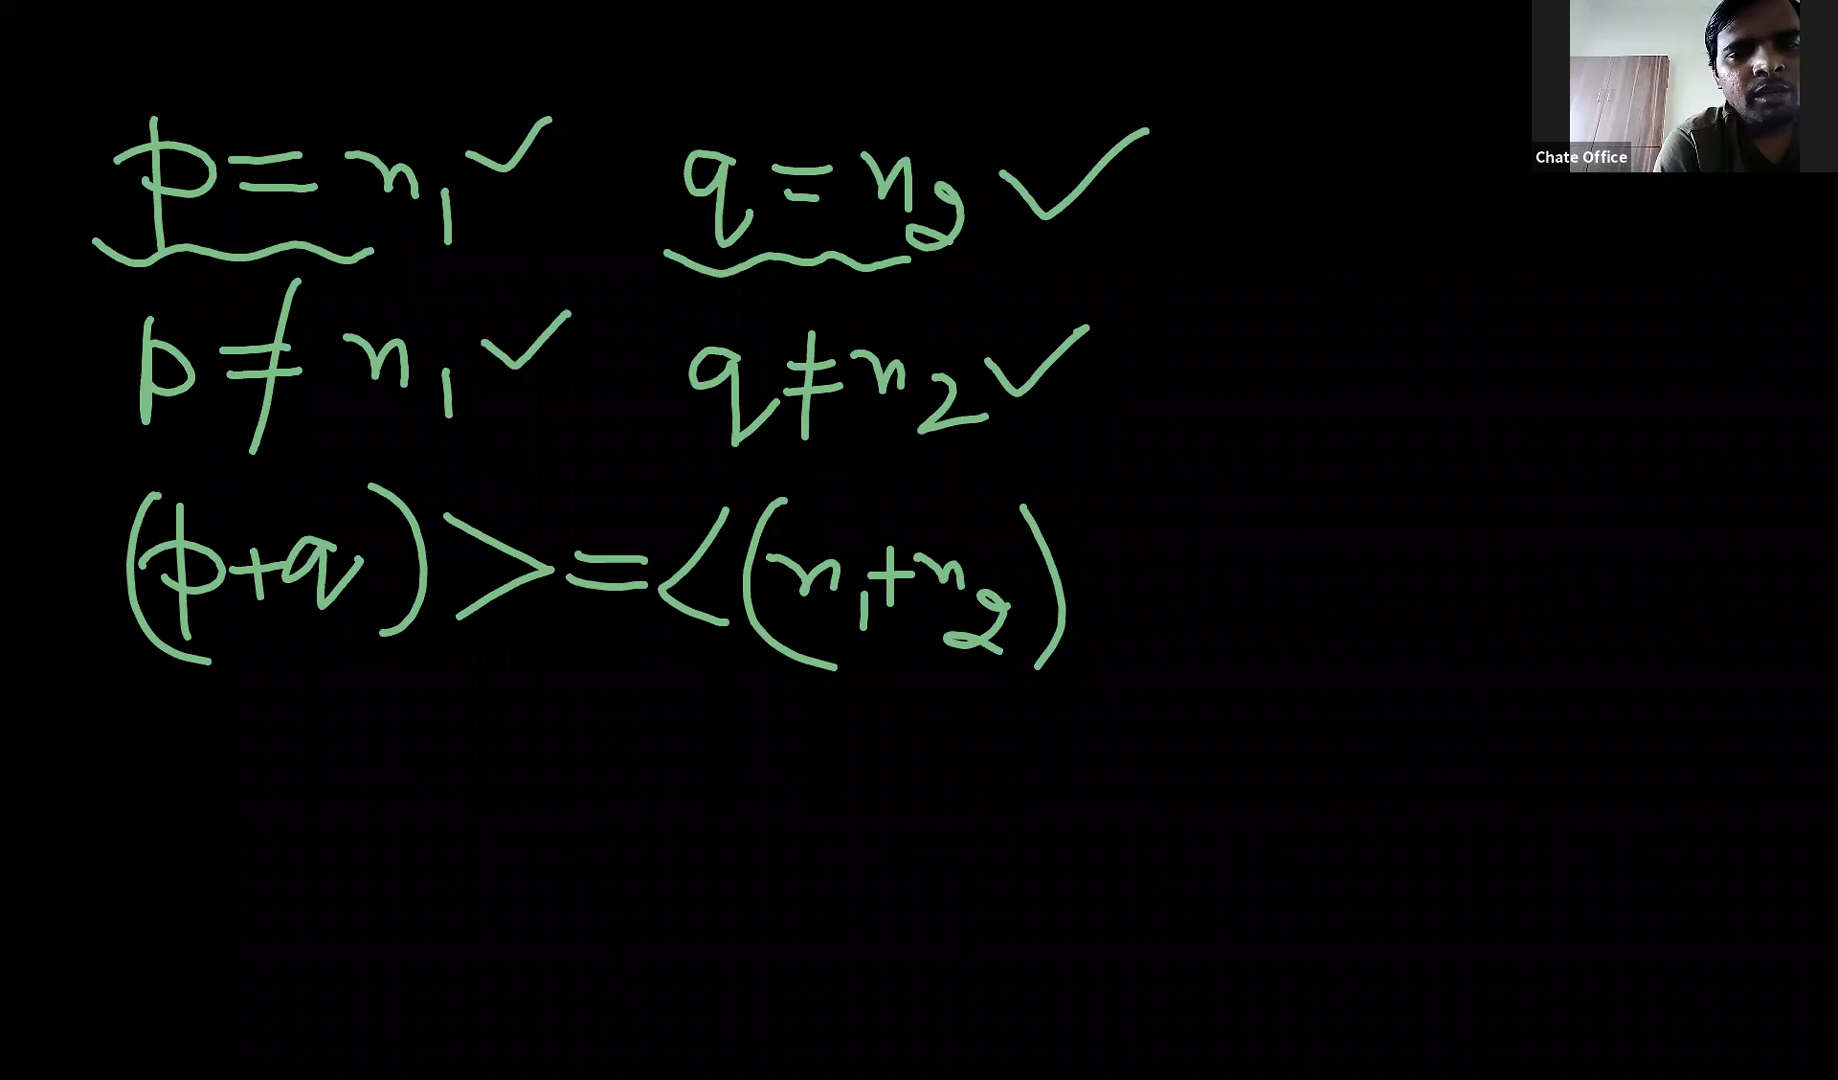 p = n₁ ✓ q = n₂ ✓
Chate Office
p ≠ n₁ ✓ q ≠ n₂ ✓
(p+q) > = < (n₁+n₂)